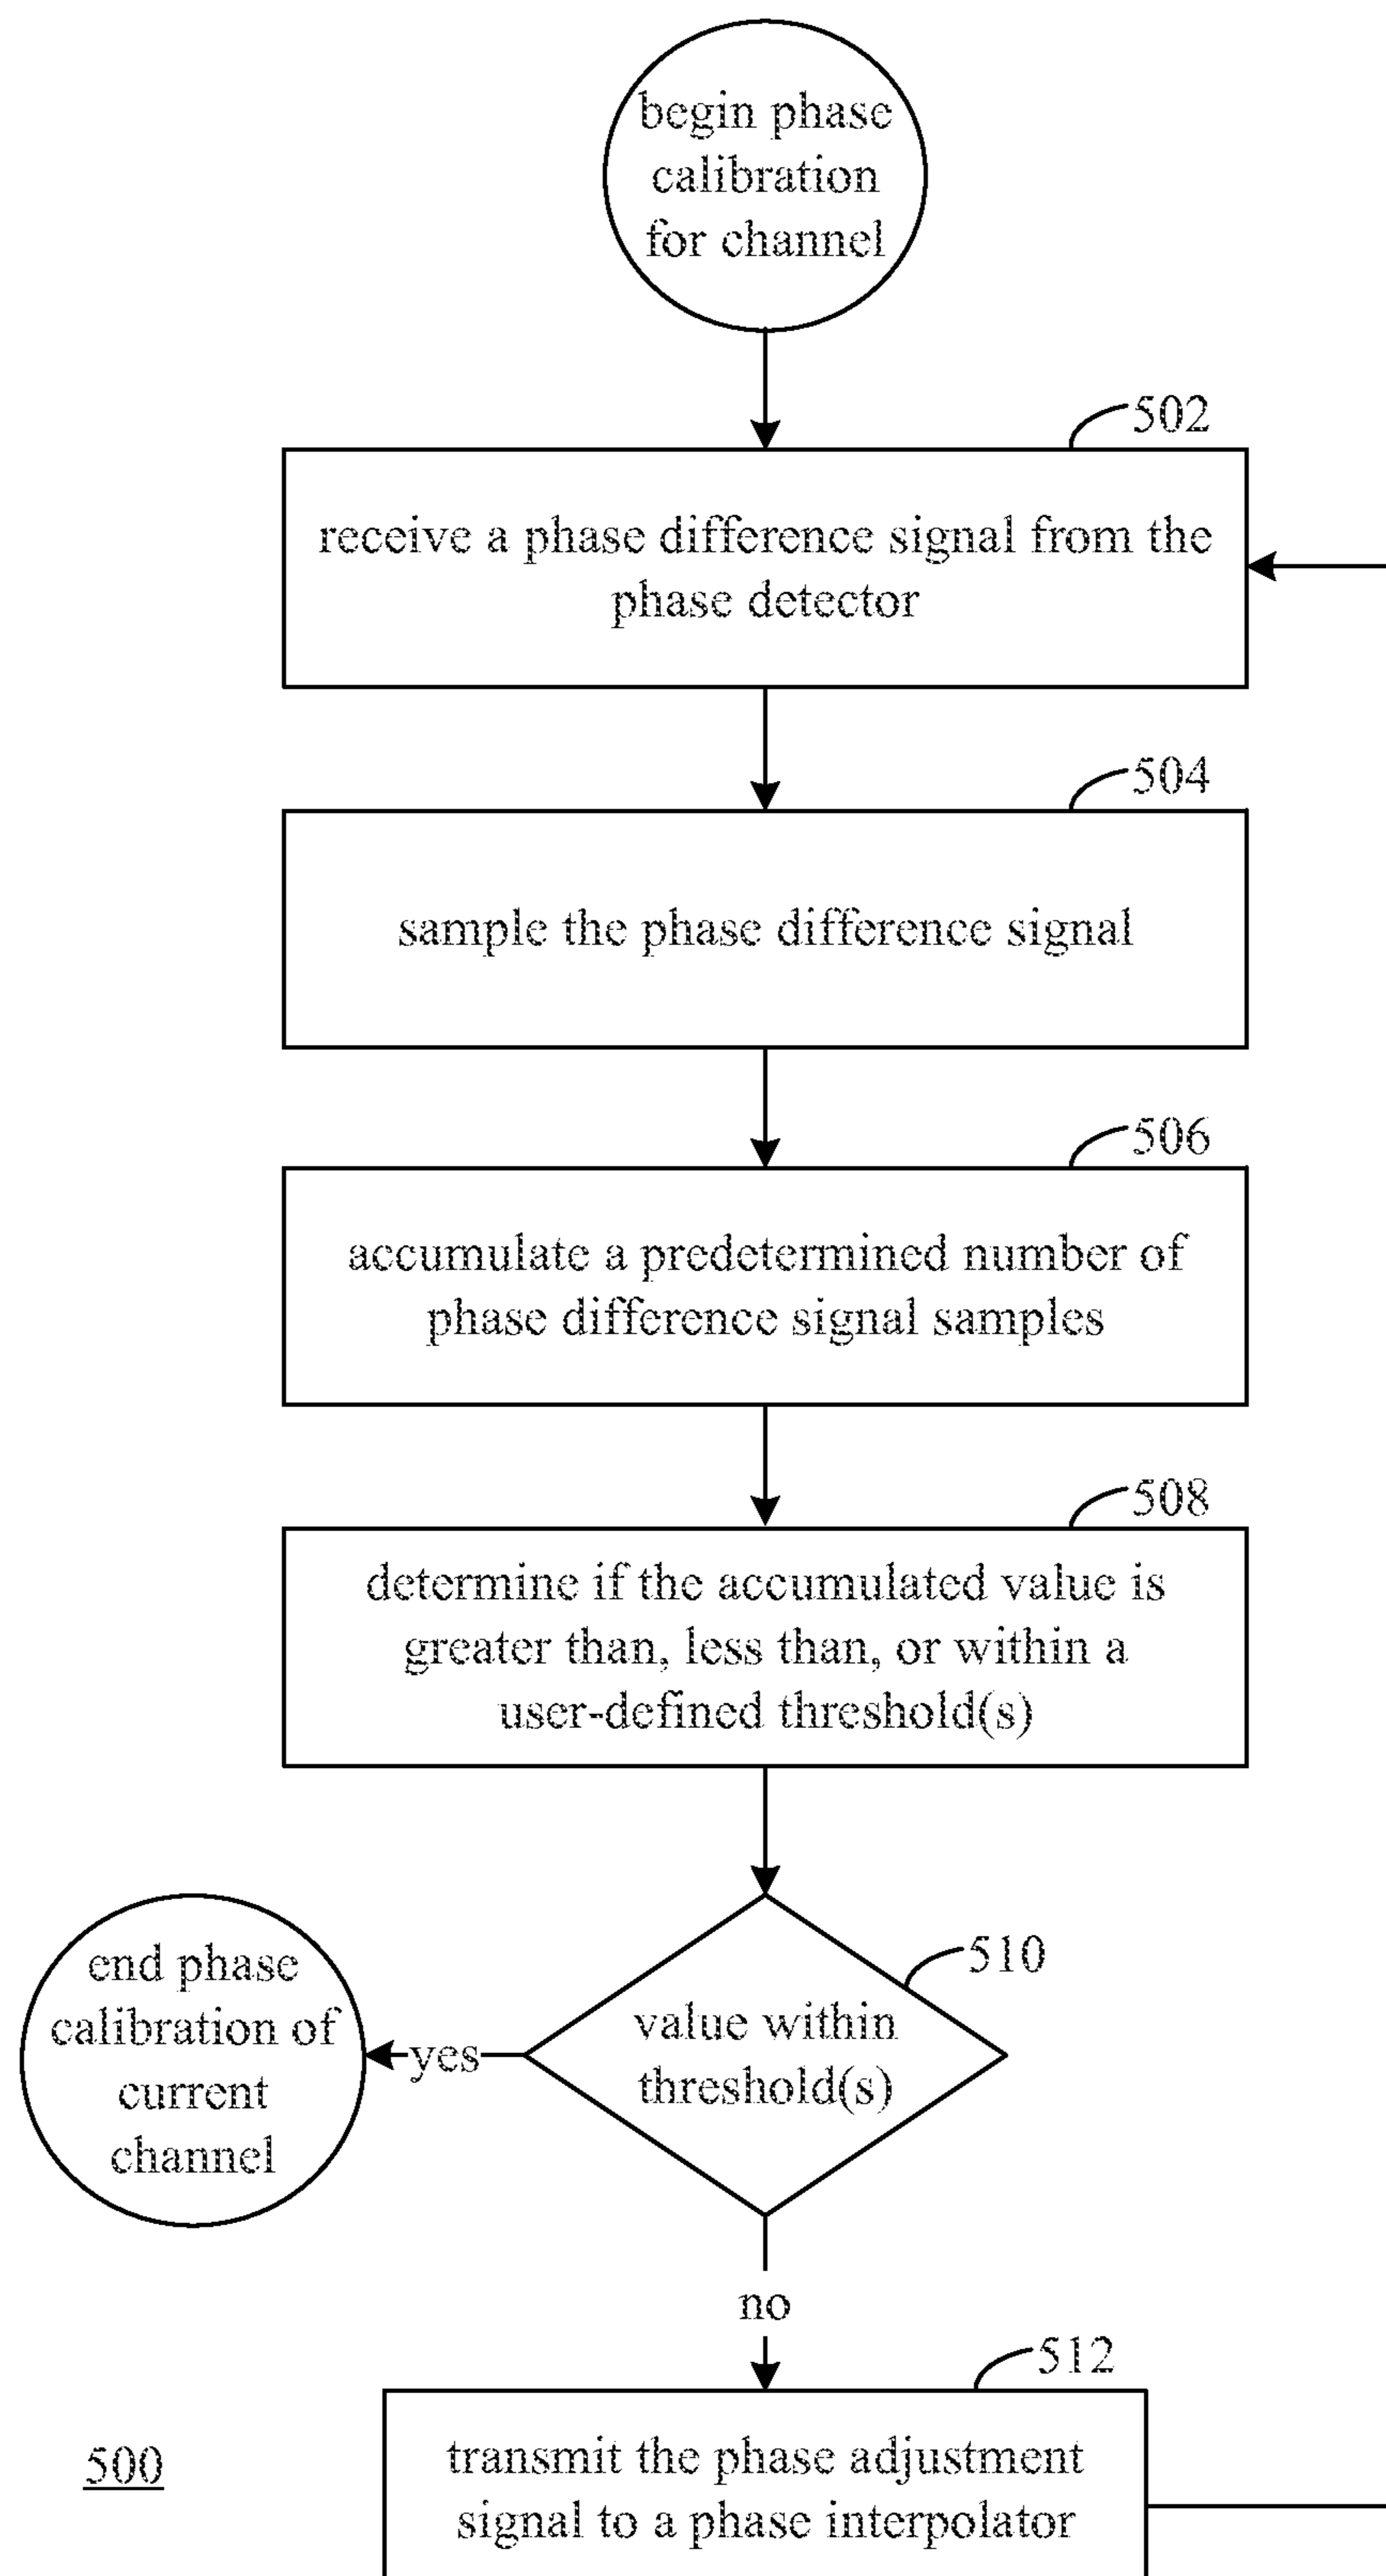 begin phase
calibration
for channel
502
receive a phase difference signal from the
phase detector
504
sample the phase difference signal
506
accumulate a predetermined number of
phase difference signal samples
508
determine if the accumulated value is
greater than, less than, or within a
user-defined threshold(s)
510
value within
threshold(s)
yes
end phase
calibration of
current
channel
no
512
transmit the phase adjustment
signal to a phase interpolator
500